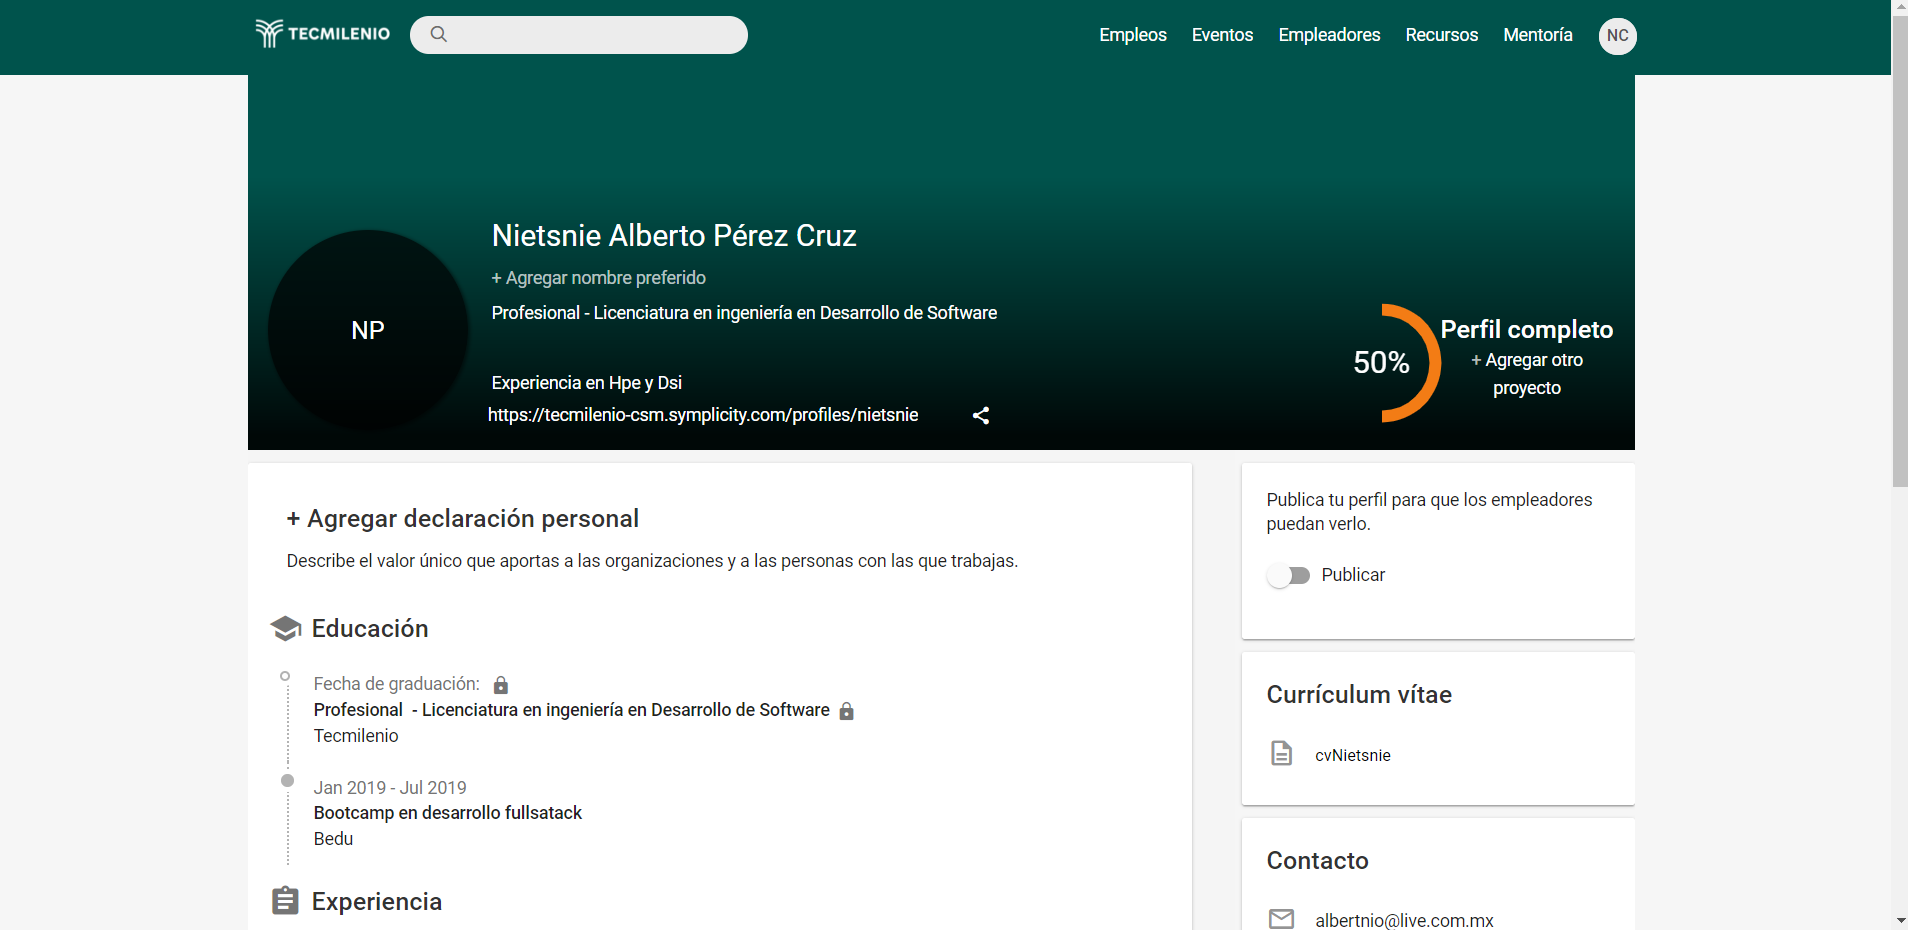 TECMILENIO
Empleos Eventos Empleadores Recursos Mentoría NC
Nietsnie Alberto Pérez Cruz
+ Agregar nombre preferido
Profesional - Licenciatura en ingeniería en Desarrollo de Software
NP
Experiencia en Hpe y Dsi
https://tecmilenio-csm.symplicity.com/profiles/nietsnie
50%
Perfil completo
+ Agregar otro
proyecto
+ Agregar declaración personal
Describe el valor único que aportas a las organizaciones y a las personas con las que trabajas.
Educación
Fecha de graduación:
Profesional - Licenciatura en ingeniería en Desarrollo de Software
Tecmilenio
Jan 2019 - Jul 2019
Bootcamp en desarrollo fullsatack
Bedu
Experiencia
Publica tu perfil para que los empleadores
puedan verlo.
Publicar
Currículum vítae
cvNietsnie
Contacto
albertnio@live.com.mx